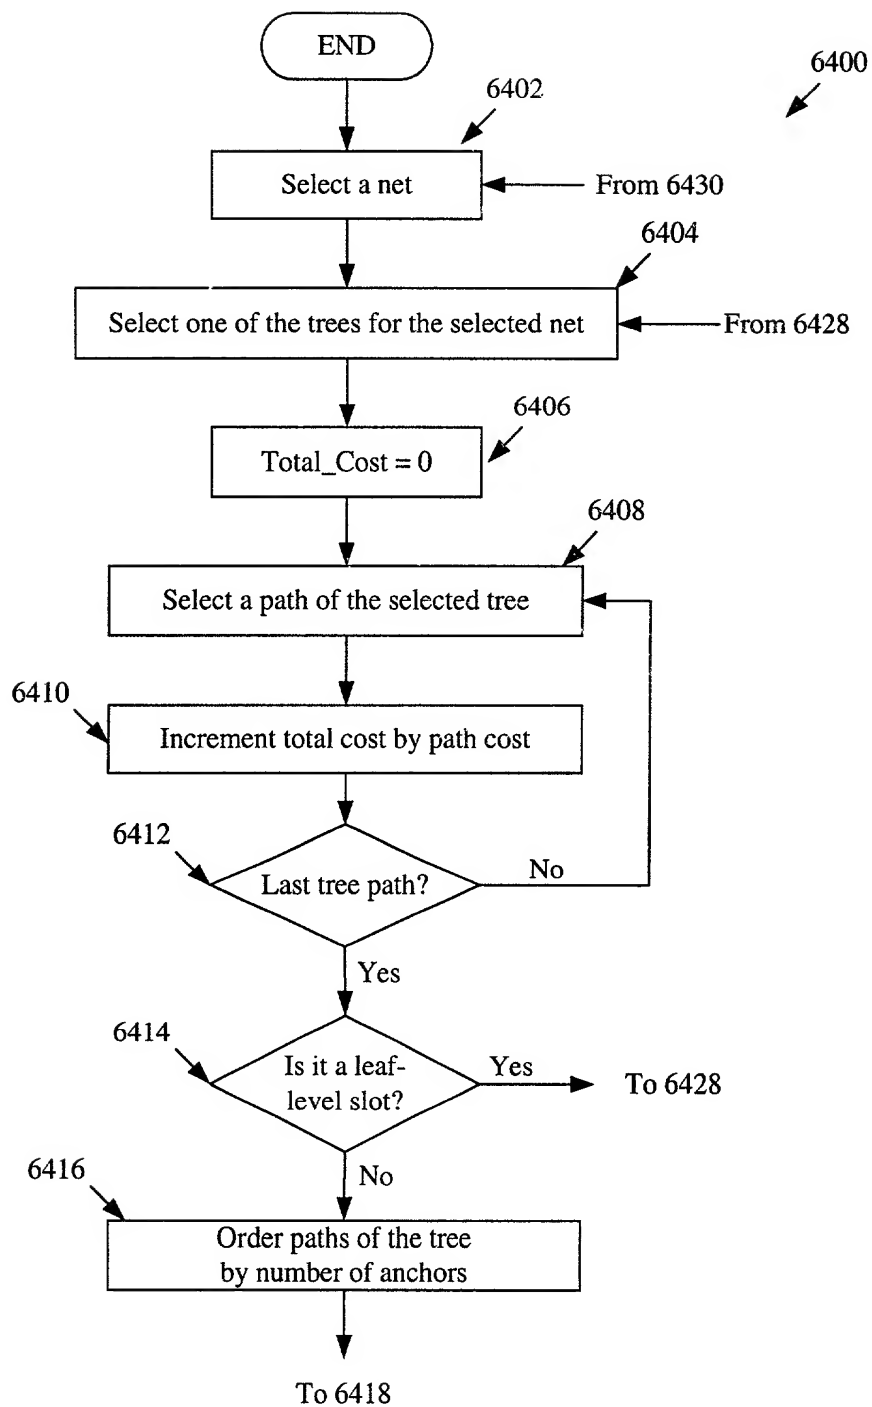 END
6400
6402
Select a net
From 6430
6404
Select one of the trees for the selected net
From 6428
6406
Total_Cost = 0
6408
Select a path of the selected tree
6410
Increment total cost by path cost
6412
Last tree path?
No
Yes
6414
Is it a leaf-
level slot?
Yes
To 6428
No
6416
Order paths of the tree
by number of anchors
To 6418